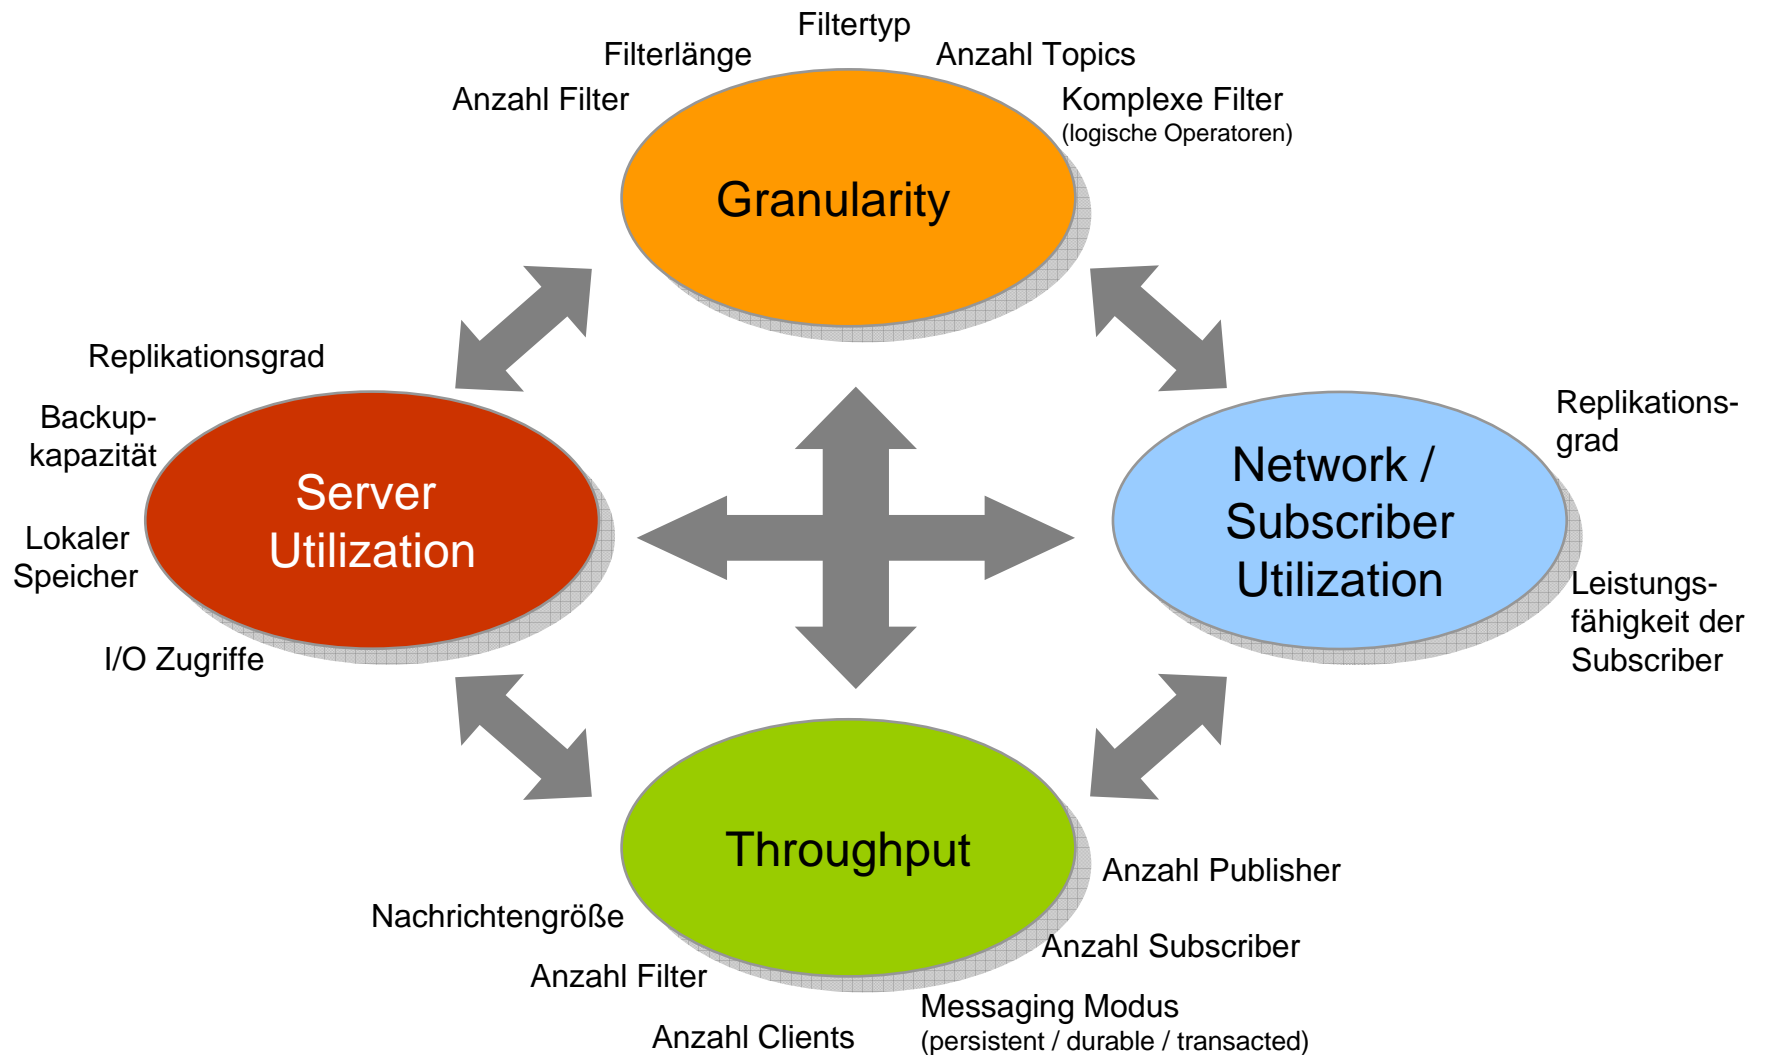 Filtertyp
Filterlänge
Anzahl Topics
Anzahl Filter
Komplexe Filter
(logische Operatoren)
Granularity
Replikationsgrad
Backup-
kapazität
Lokaler
Speicher
I/O Zugriffe
Server
Utilization
Network /
Subscriber
Utilization
Replikations-
grad
Leistungs-
fähigkeit der
Subscriber
Throughput
Anzahl Publisher
Nachrichtengröße
Anzahl Subscriber
Anzahl Filter
Messaging Modus
(persistent / durable / transacted)
Anzahl Clients